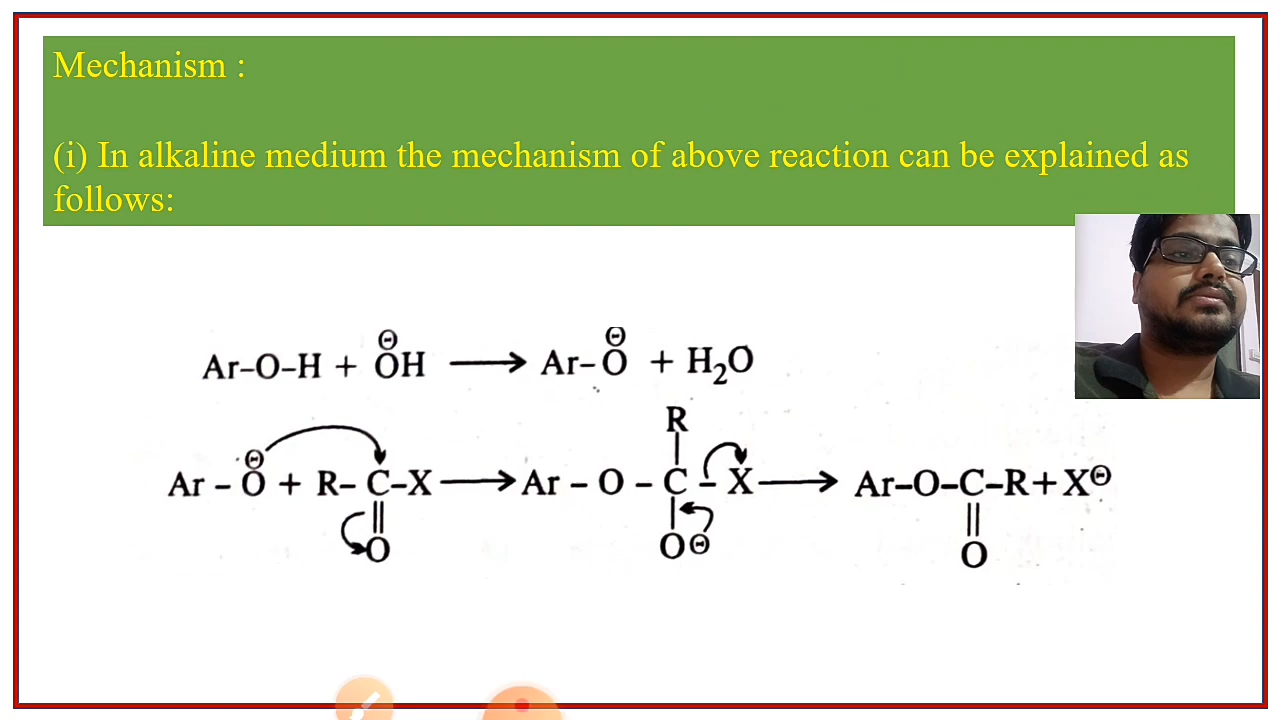 Mechanism :
(i) In alkaline medium the mechanism of above reaction can be explained as
follows:
Ar–O–H + ⊖OH ⟶ Ar–O⊖ + H₂O
R
Ar – O⊖ + R– C–X ⟶ Ar – O – C – X ⟶ Ar–O–C–R + X⊖
O O⊖ O